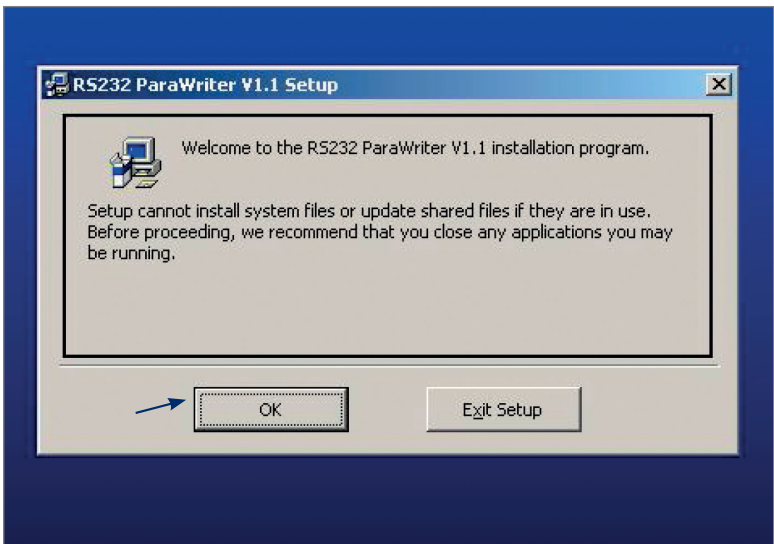 RS232 ParaWriter V1.1 Setup
Welcome to the RS232 ParaWriter V1.1 installation program.
Setup cannot install system files or update shared files if they are in use.
Before proceeding, we recommend that you close any applications you may
be running.
OK
Exit Setup